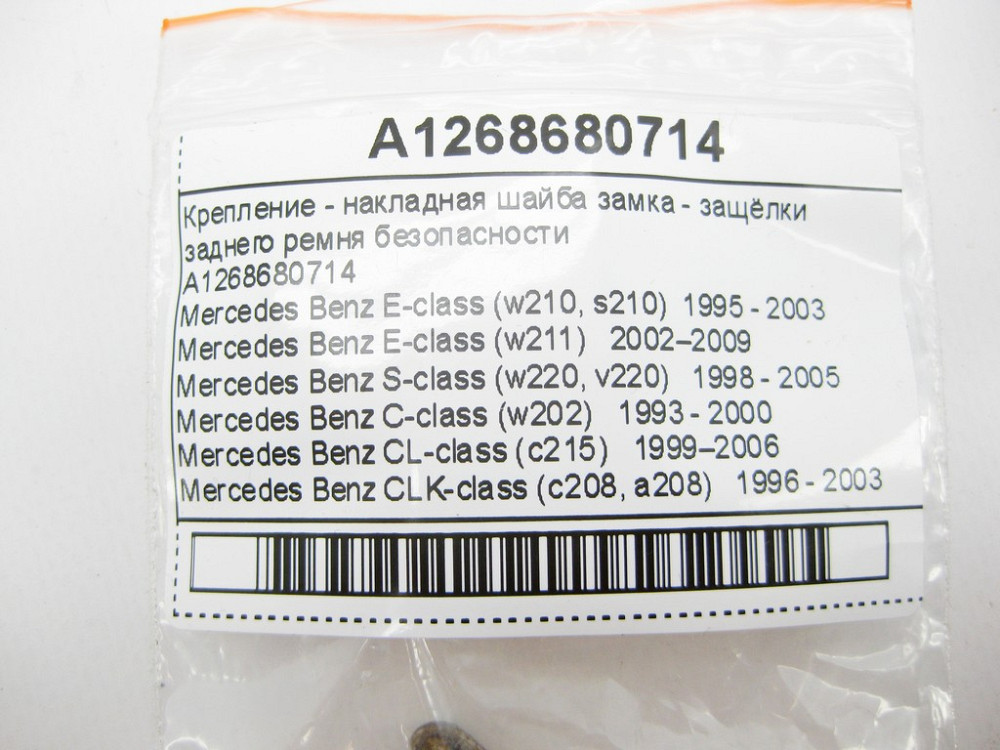 A1268680714
Крепление - накладная шайба замка - защёлки
заднего ремня безопасности
A1268680714
Mercedes Benz E-class (w210, s210) 1995 - 2003
Mercedes Benz E-class (w211) 2002–2009
Mercedes Benz S-class (w220, v220) 1998 - 2005
Mercedes Benz C-class (w202) 1993 - 2000
Mercedes Benz CL-class (c215) 1999–2006
Mercedes Benz CLK-class (c208, a208) 1996 - 2003